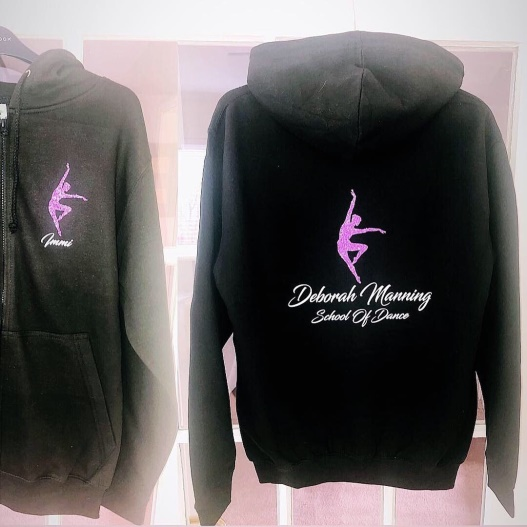 Immi
Deborah Manning
School Of Dance